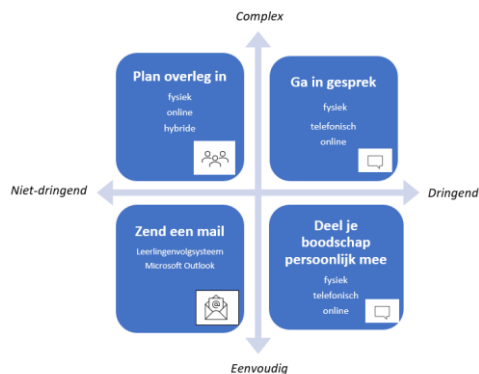 Complex
Plan overleg in
fysiek
online
hybride
Ga in gesprek
fysiek
telefonisch
online
Niet-dringend
Dringend
Zend een mail
Leerlingenvolgsysteem
Microsoft Outlook
@
Deel je
boodschap
persoonlijk mee
fysiek
telefonisch
online
Eenvoudig